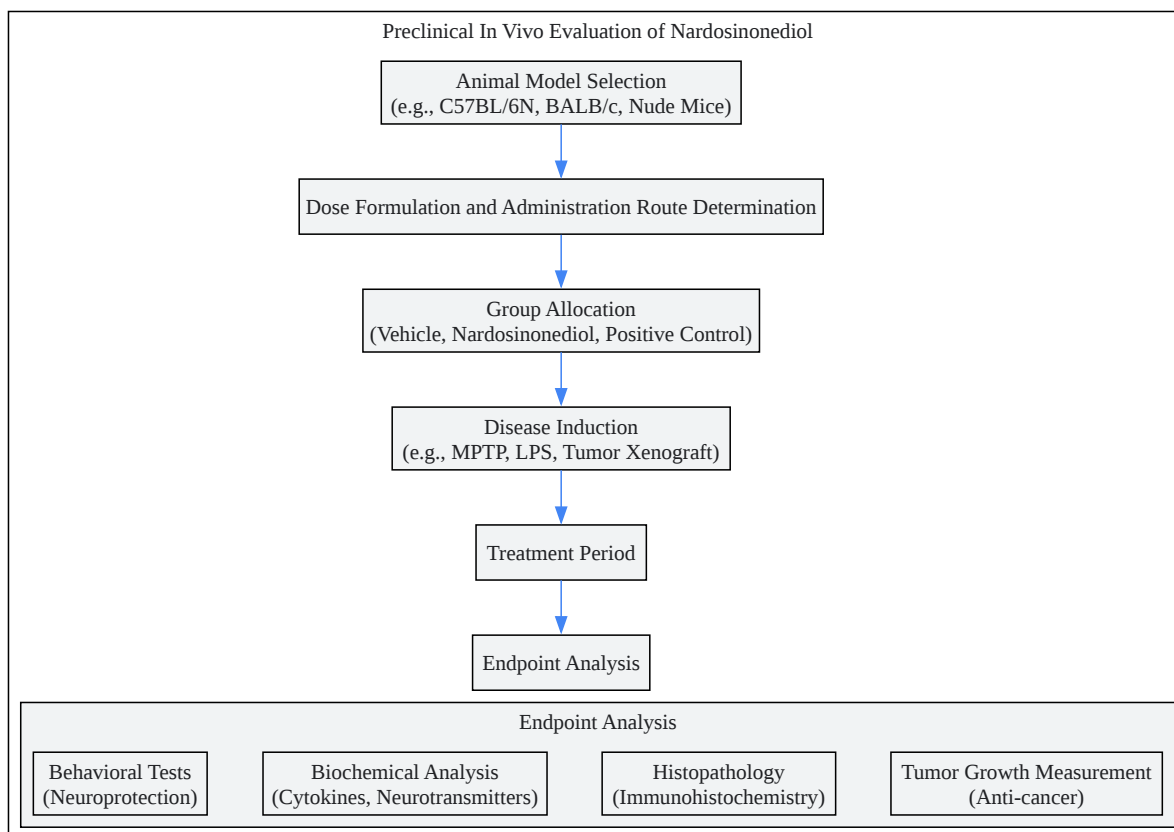 Preclinical In Vivo Evaluation of Nardosinonediol
Animal Model Selection
(e.g., C57BL/6N, BALB/c, Nude Mice)
Dose Formulation and Administration Route Determination
Group Allocation
(Vehicle, Nardosinonediol, Positive Control)
Disease Induction
(e.g., MPTP, LPS, Tumor Xenograft)
Treatment Period
Endpoint Analysis
Endpoint Analysis
Behavioral Tests
(Neuroprotection)
Biochemical Analysis
(Cytokines, Neurotransmitters)
Histopathology
(Immunohistochemistry)
Tumor Growth Measurement
(Anti-cancer)